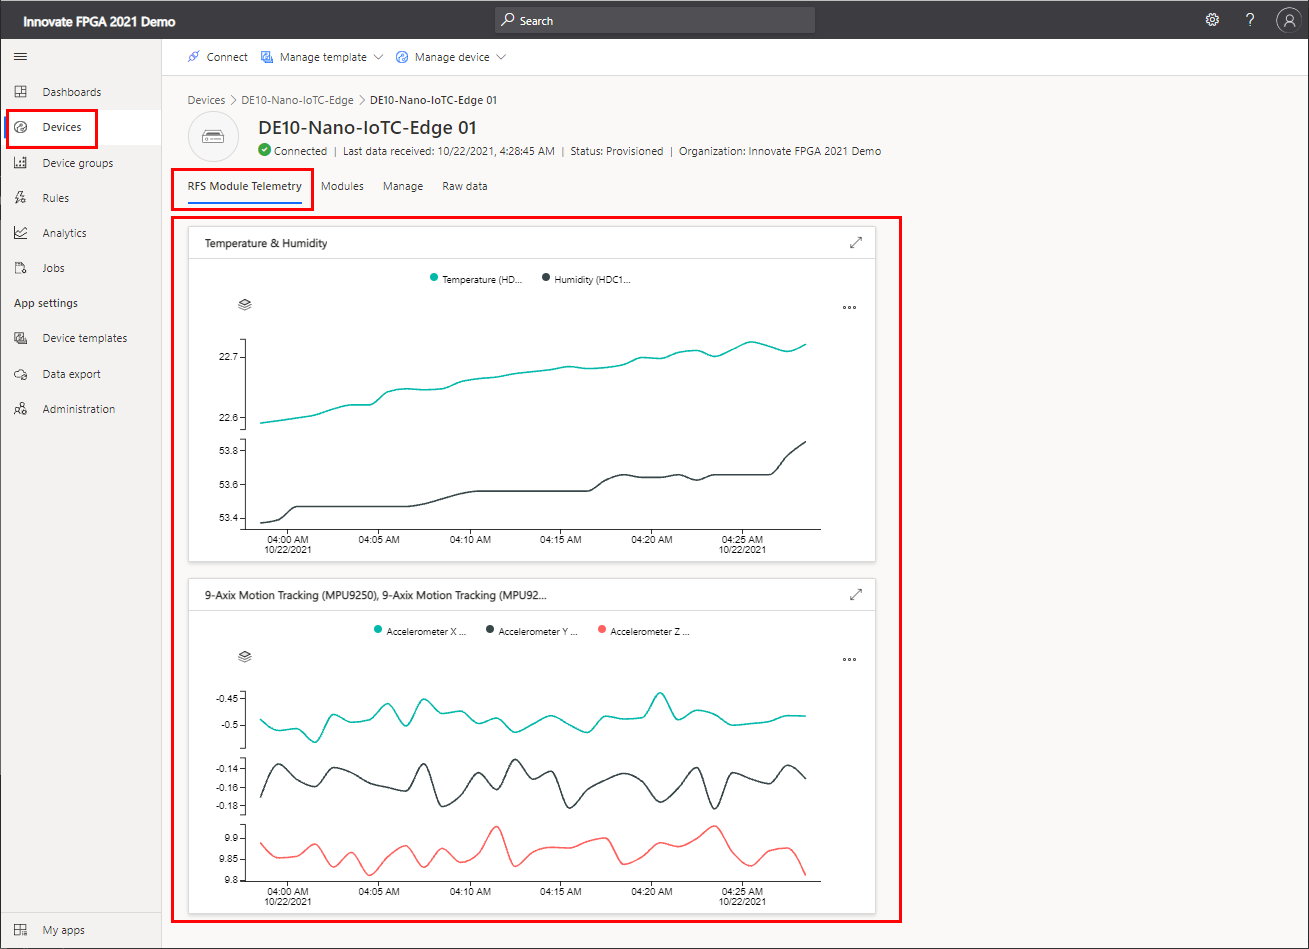 Innovate FPGA 2021 Demo
Search
?
Connect
Manage template
Manage device
Dashboards
Devices
Device groups
Rules
Analytics
Jobs
App settings
Device templates
Data export
Administration
My apps
Devices > DE10-Nano-IoTC-Edge > DE10-Nano-IoTC-Edge 01
DE10-Nano-IoTC-Edge 01
Connected | Last data received: 10/22/2021, 4:28:45 AM | Status: Provisioned | Organization: Innovate FPGA 2021 Demo
RFS Module Telemetry Modules Manage Raw data
Temperature & Humidity
Temperature (HD... Humidity (HDC1...
22.7
22.6
53.8
53.6
53.4
04:00 AM 04:05 AM 04:10 AM 04:15 AM 04:20 AM 04:25 AM
10/22/2021 10/22/2021
9-Axix Motion Tracking (MPU9250), 9-Axix Motion Tracking (MPU92...
Accelerometer X ... Accelerometer Y ... Accelerometer Z ...
-0.45
-0.5
-0.14
-0.16
-0.18
9.9
9.85
9.8
04:00 AM 04:05 AM 04:10 AM 04:15 AM 04:20 AM 04:25 AM
10/22/2021 10/22/2021